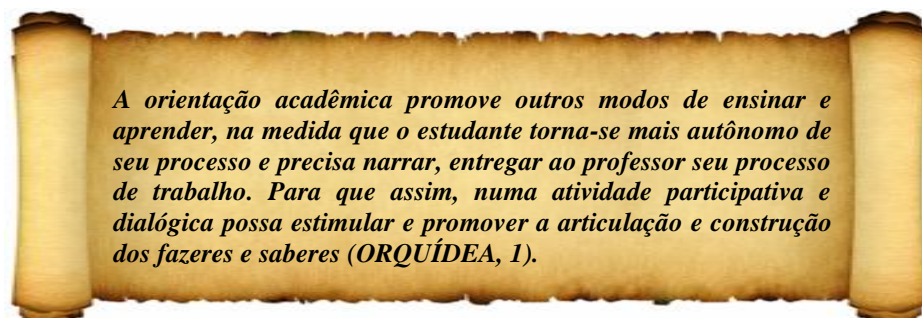 A orientação acadêmica promove outros modos de ensinar e
aprender, na medida que o estudante torna-se mais autônomo de
seu processo e precisa narrar, entregar ao professor seu processo
de trabalho. Para que assim, numa atividade participativa e
dialógica possa estimular e promover a articulação e construção
dos fazeres e saberes (ORQUÍDEA, 1).